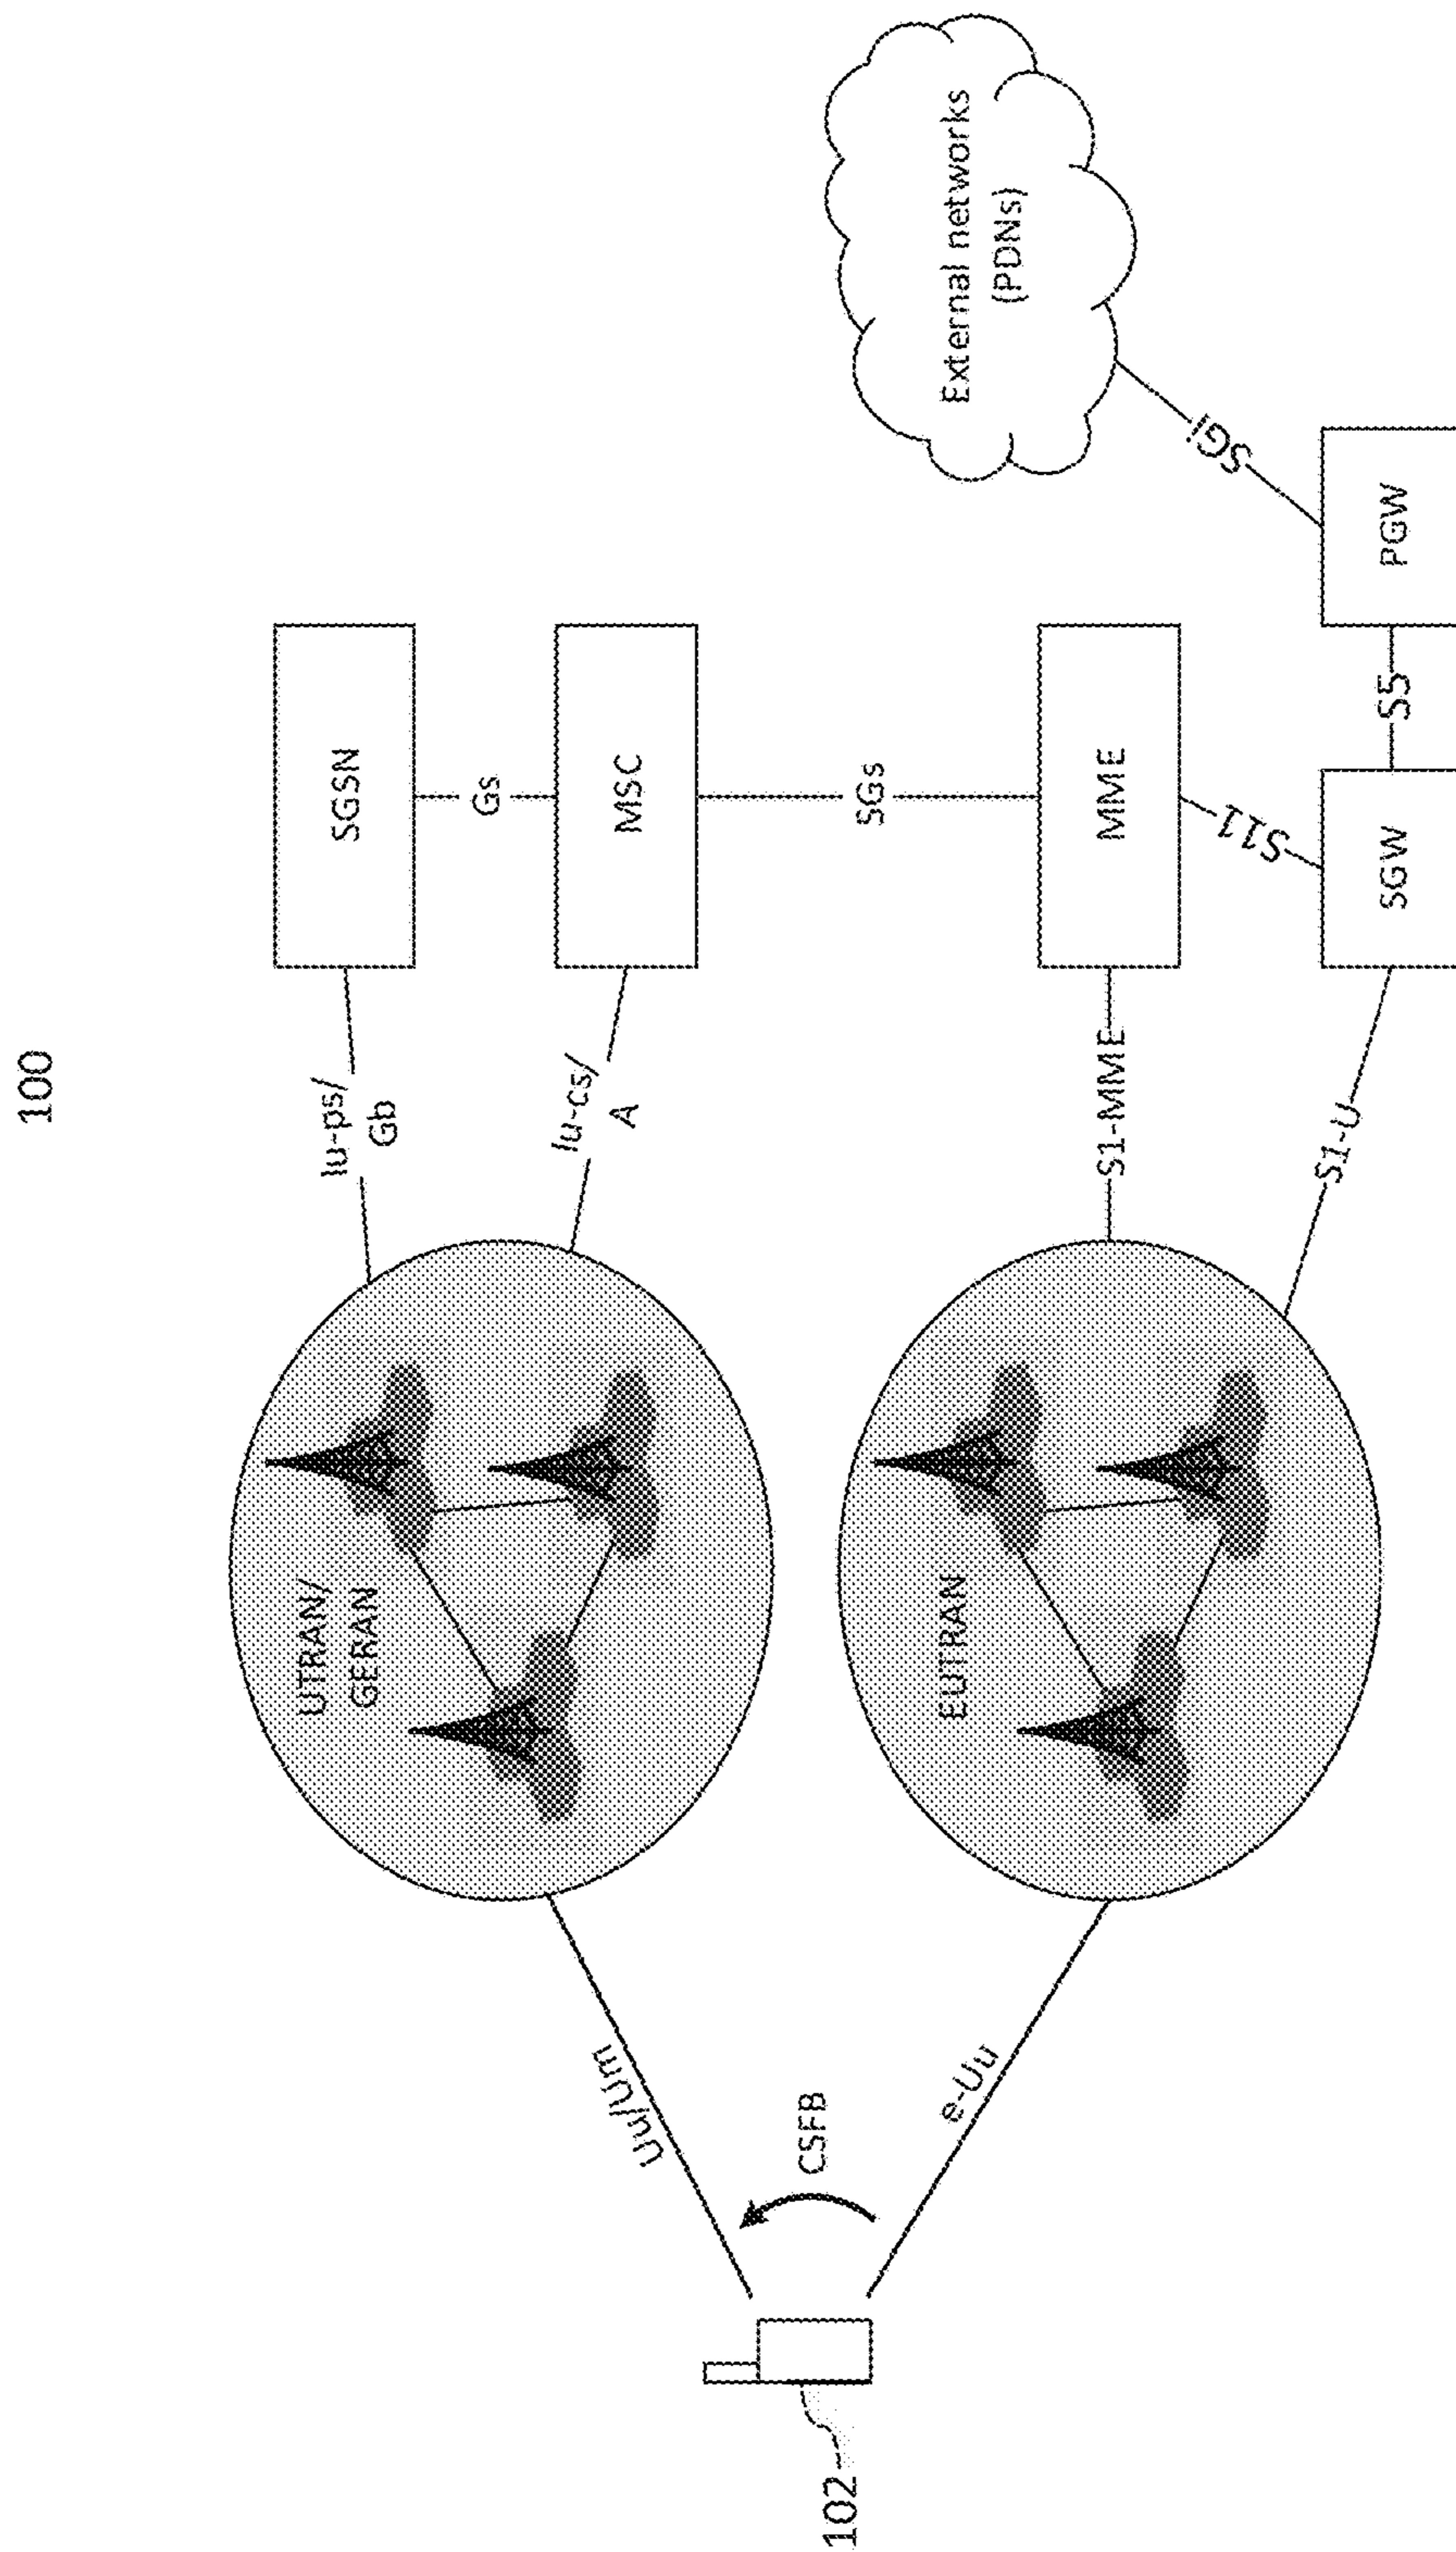 100
UTRAN/
GERAN
Iu-ps/
Gb
SGSN
Gs
Iu-cs/
A
MSC
Uu/Um
CSFB
SGs
102
e-Uu
EUTRAN
S1-MME
MME
S11
S1-U
SGW
S5
PGW
SGi
External networks
(PDNs)